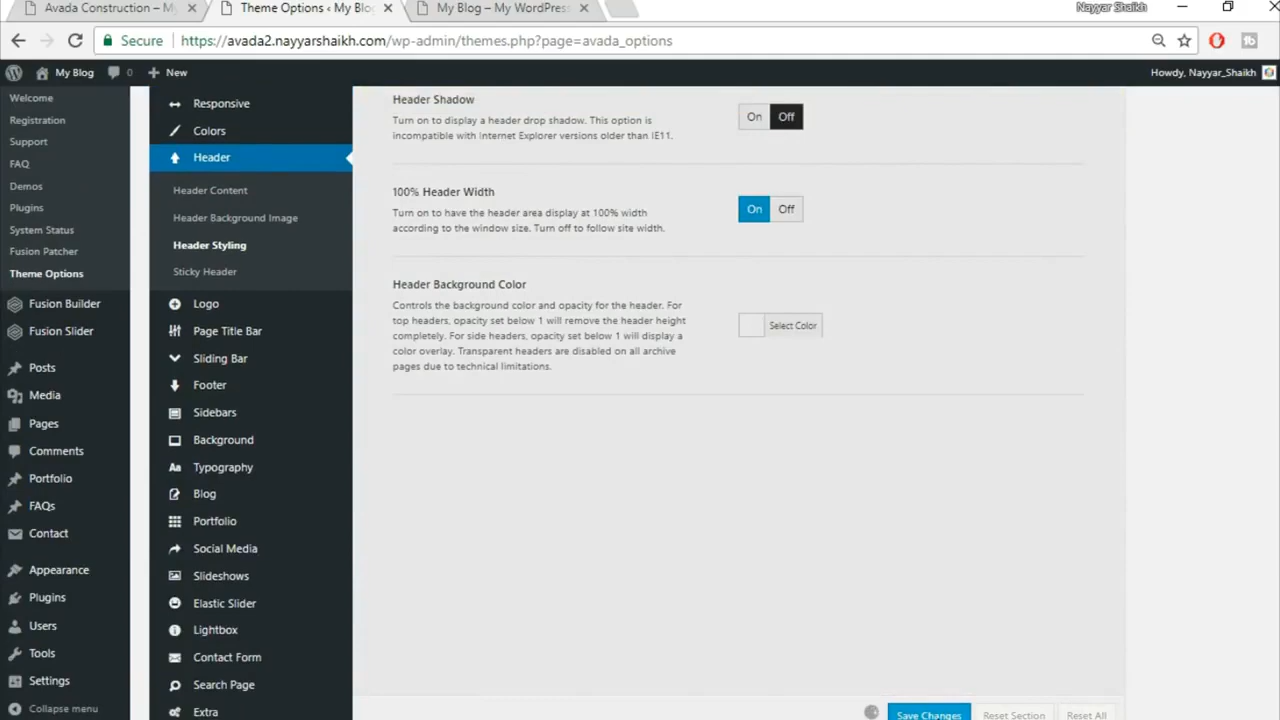 Avada Construction – My
Theme Options ‹ My Blog
My Blog – My WordPress
Nayyar Shaikh
Secure
https://avada2.nayyarshaikh.com/wp-admin/themes.php?page=avada_options
My Blog
0
New
Howdy, Nayyar_Shaikh
Welcome
Registration
Support
FAQ
Demos
Plugins
System Status
Fusion Patcher
Theme Options
Fusion Builder
Fusion Slider
Posts
Media
Pages
Comments
Portfolio
FAQs
Contact
Appearance
Plugins
Users
Tools
Settings
Collapse menu
Responsive
Colors
Header
Header Content
Header Background Image
Header Styling
Sticky Header
Logo
Page Title Bar
Sliding Bar
Footer
Sidebars
Background
Aa Typography
Blog
Portfolio
Social Media
Slideshows
Elastic Slider
Lightbox
Contact Form
Search Page
Extra
Header Shadow
Turn on to display a header drop shadow. This option is
incompatible with Internet Explorer versions older than IE11.
On Off
100% Header Width
Turn on to have the header area display at 100% width
according to the window size. Turn off to follow site width.
On Off
Header Background Color
Controls the background color and opacity for the header. For
top headers, opacity set below 1 will remove the header height
completely. For side headers, opacity set below 1 will display a
color overlay. Transparent headers are disabled on all archive
pages due to technical limitations.
Select Color
Save Changes
Reset Section
Reset All